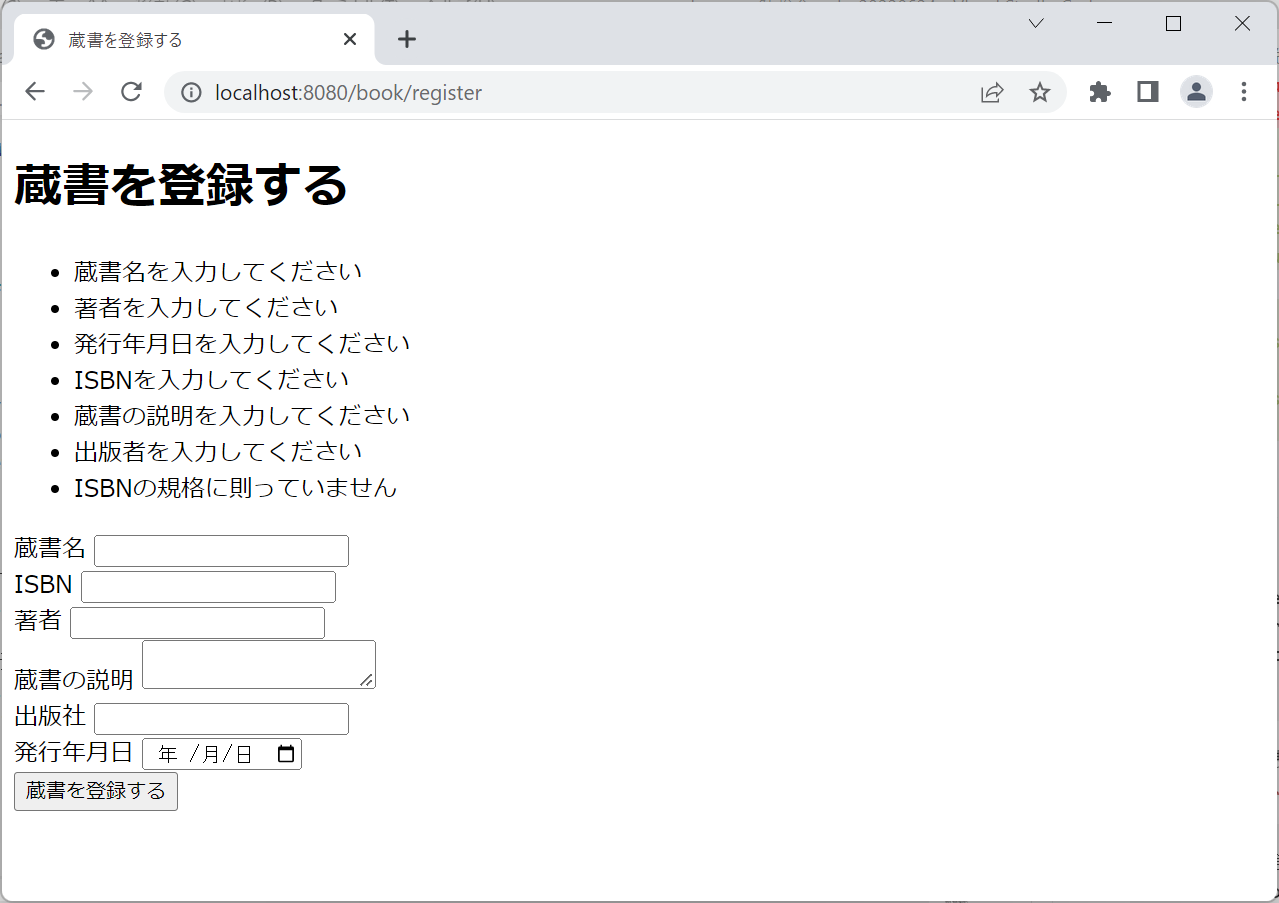 蔵書を登録する
localhost:8080/book/register
蔵書を登録する
蔵書名を入力してください
著者を入力してください
発行年月日を入力してください
ISBNを入力してください
蔵書の説明を入力してください
出版者を入力してください
ISBNの規格に則っていません
蔵書名
ISBN
著者
蔵書の説明
出版社
発行年月日 年 /月/日
蔵書を登録する